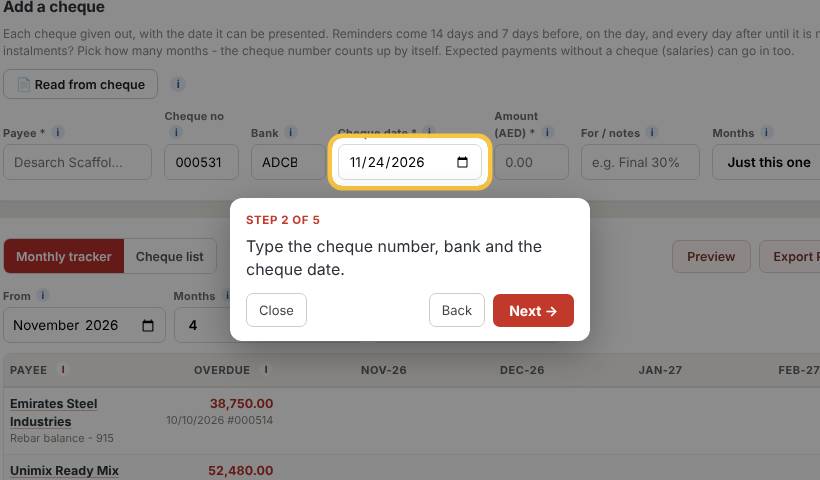 Add a cheque
Each cheque given out, with the date it can be presented. Reminders come 14 days and 7 days before, on the day, and every day after until it is
instalments? Pick how many months - the cheque number counts up by itself. Expected payments without a cheque (salaries) can go in too.
📄 Read from cheque i
Payee * i
Cheque no i
Bank i
Cheque date * i
Amount (AED) * i
For / notes i
Months i
Desarch Scaffol...
000531
ADCB
11/24/2026
0.00
e.g. Final 30%
Just this one
STEP 2 OF 5
Type the cheque number, bank and the
cheque date.
Close
Back
Next →
Monthly tracker
Cheque list
Preview
Export
From i
Months
November 2026
4
PAYEE i OVERDUE i NOV-26 DEC-26 JAN-27 FEB-27
Emirates Steel
Industries
Rebar balance - 915
38,750.00
10/10/2026 #000514
Unimix Ready Mix
52,480.00